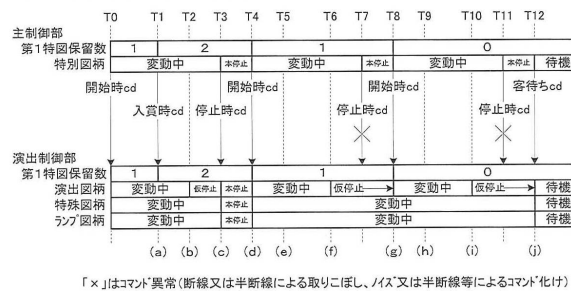 T0 T1 T2 T3 T4 T5 T6 T7 T8 T9 T10 T11 T12
主制御部
第1特図保留数 1 2 1 0
特別図柄 変動中 本停止 変動中 本停止 変動中 本停止 待機
開始時cd 開始時cd 開始時cd 客待ちcd
入賞時cd 停止時cd 停止時cd 停止時cd
演出制御部
第1特図保留数 1 2 1 0
演出図柄 変動中 仮停止 本停止 変動中 仮停止 変動中 仮停止 待機
特殊図柄 変動中 本停止 変動中 待機
ランプ図柄 変動中 本停止 変動中 待機
(a) (b) (c) (d) (e) (f) (g) (h) (i) (j)
「×」はコマンド異常(断線又は半断線による取りこぼし、ノイズ又は半断線等によるコマンド化け)